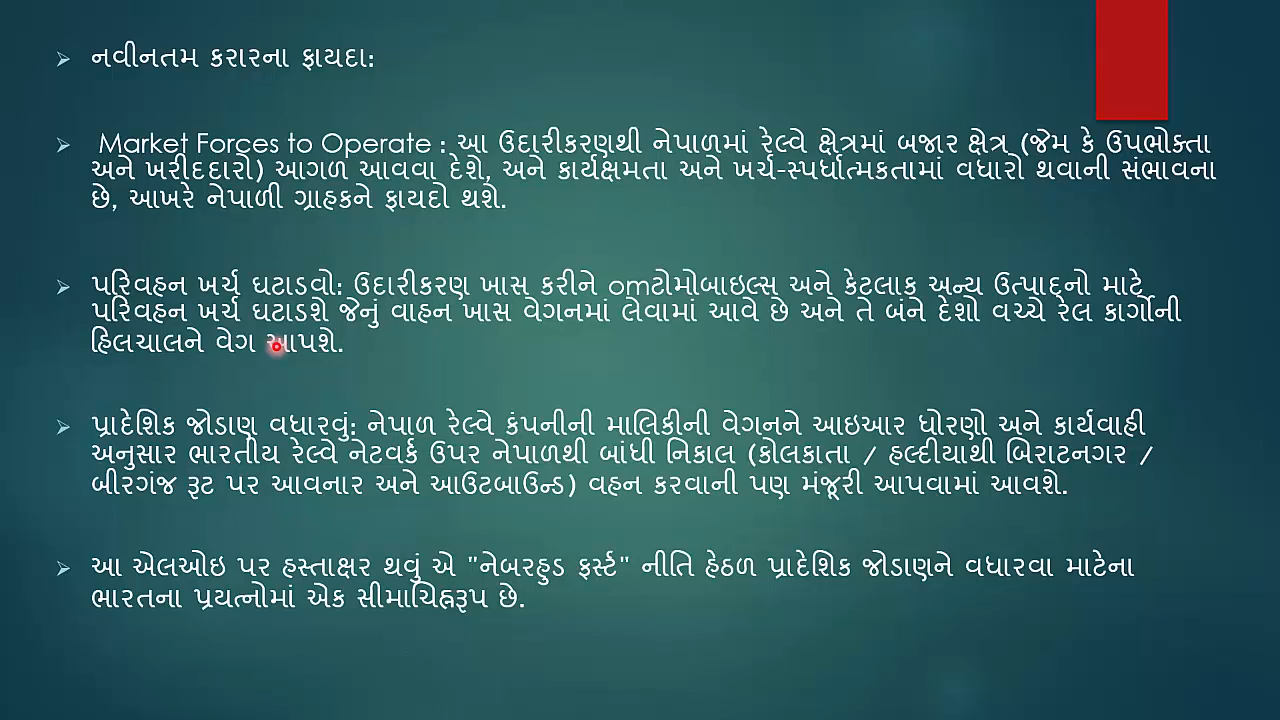 નવીનતમ કરારના ફાયદા:
Market Forces to Operate : આ ઉદારીકરણથી નેપાળમાં રેલ્વે ક્ષેત્રમાં બજાર ક્ષેત્ર (જેમ કે ઉપભોક્તા
અને ખરીદદારો) આગળ આવવા દેશે, અને કાર્યક્ષમતા અને ખર્ચ-સ્પર્ધાત્મકતામાં વધારો થવાની સંભાવના
છે, આખરે નેપાળી ગ્રાહકને ફાયદો થશે.
પરિવહન ખર્ચ ઘટાડવો: ઉદારીકરણ ખાસ કરીને omટોમોબાઇલ્સ અને કેટલાક અન્ય ઉત્પાદનો માટે
પરિવહન ખર્ચ ઘટાડશે જેનું વાહન ખાસ વેગનમાં લેવામાં આવે છે અને તે બંને દેશો વચ્ચે રેલ કાર્ગોની
હિલચાલને વેગ આપશે.
પ્રાદેશિક જોડાણ વધારવું: નેપાળ રેલ્વે કંપનીની માલિકીની વેગનને આઇઆર ધોરણો અને કાર્યવાહી
અનુસાર ભારતીય રેલ્વે નેટવર્ક ઉપર નેપાળથી બાંધી નિકાલ (કોલકાતા / હલ્દીયાથી બિરાટનગર /
બીરગંજ રૂટ પર આવનાર અને આઉટબાઉન્ડ) વહન કરવાની પણ મંજૂરી આપવામાં આવશે.
આ એલઓઇ પર હસ્તાક્ષર થવું એ "નેબરહુડ ફર્સ્ટ" નીતિ હેઠળ પ્રાદેશિક જોડાણને વધારવા માટેના
ભારતના પ્રયત્નોમાં એક સીમાચિહ્નરૂપ છે.